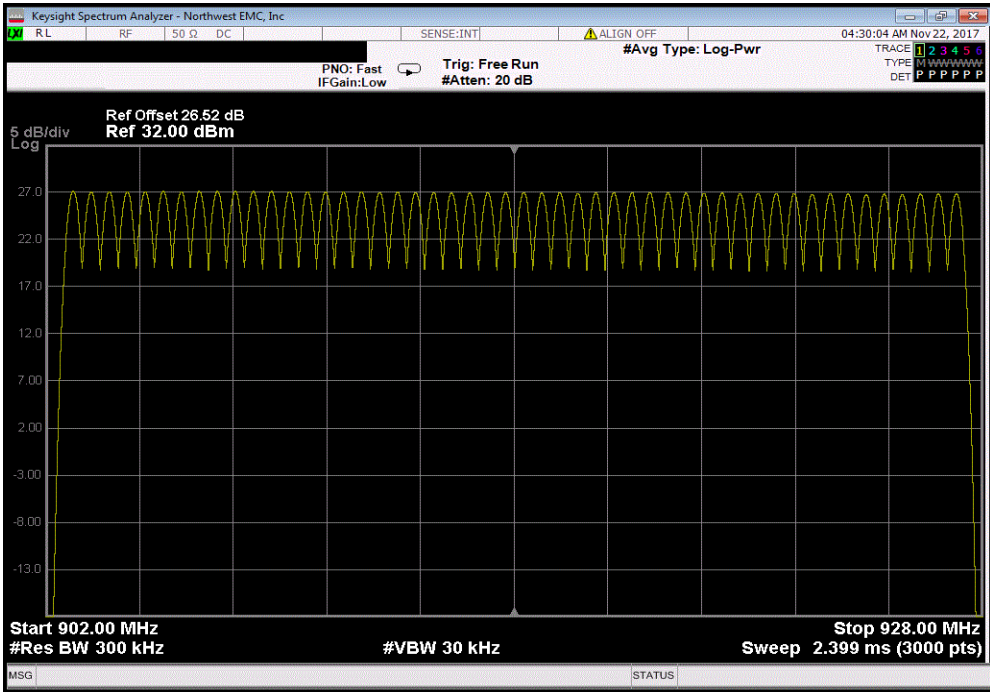 Keysight Spectrum Analyzer - Northwest EMC, Inc
LXI RL RF 50 Ω DC SENSE:INT ALIGN OFF 04:30:04 AM Nov 22, 2017
#Avg Type: Log-Pwr TRACE 1 2 3 4 5 6
PNO: Fast Trig: Free Run TYPE M WWWWW
IFGain:Low #Atten: 20 dB DET P P P P P P
Ref Offset 26.52 dB
5 dB/div Ref 32.00 dBm
Log
27.0
22.0
17.0
12.0
7.00
2.00
-3.00
-8.00
-13.0
Start 902.00 MHz Stop 928.00 MHz
#Res BW 300 kHz #VBW 30 kHz Sweep 2.399 ms (3000 pts)
MSG STATUS